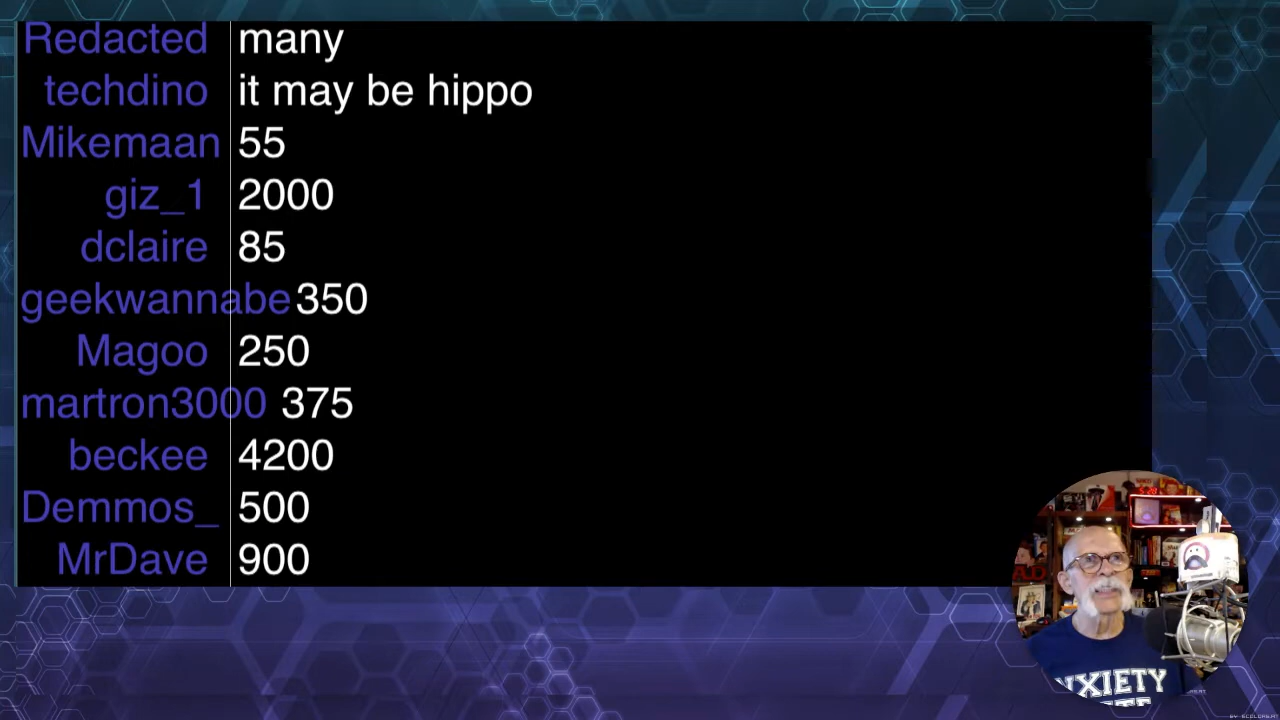 Redacted many
techdino it may be hippo
Mikemaan 55
giz_1 2000
dclaire 85
geekwannabe 350
Magoo 250
martron3000 375
beckee 4200
Demmos_ 500
MrDave 900
NXIETY